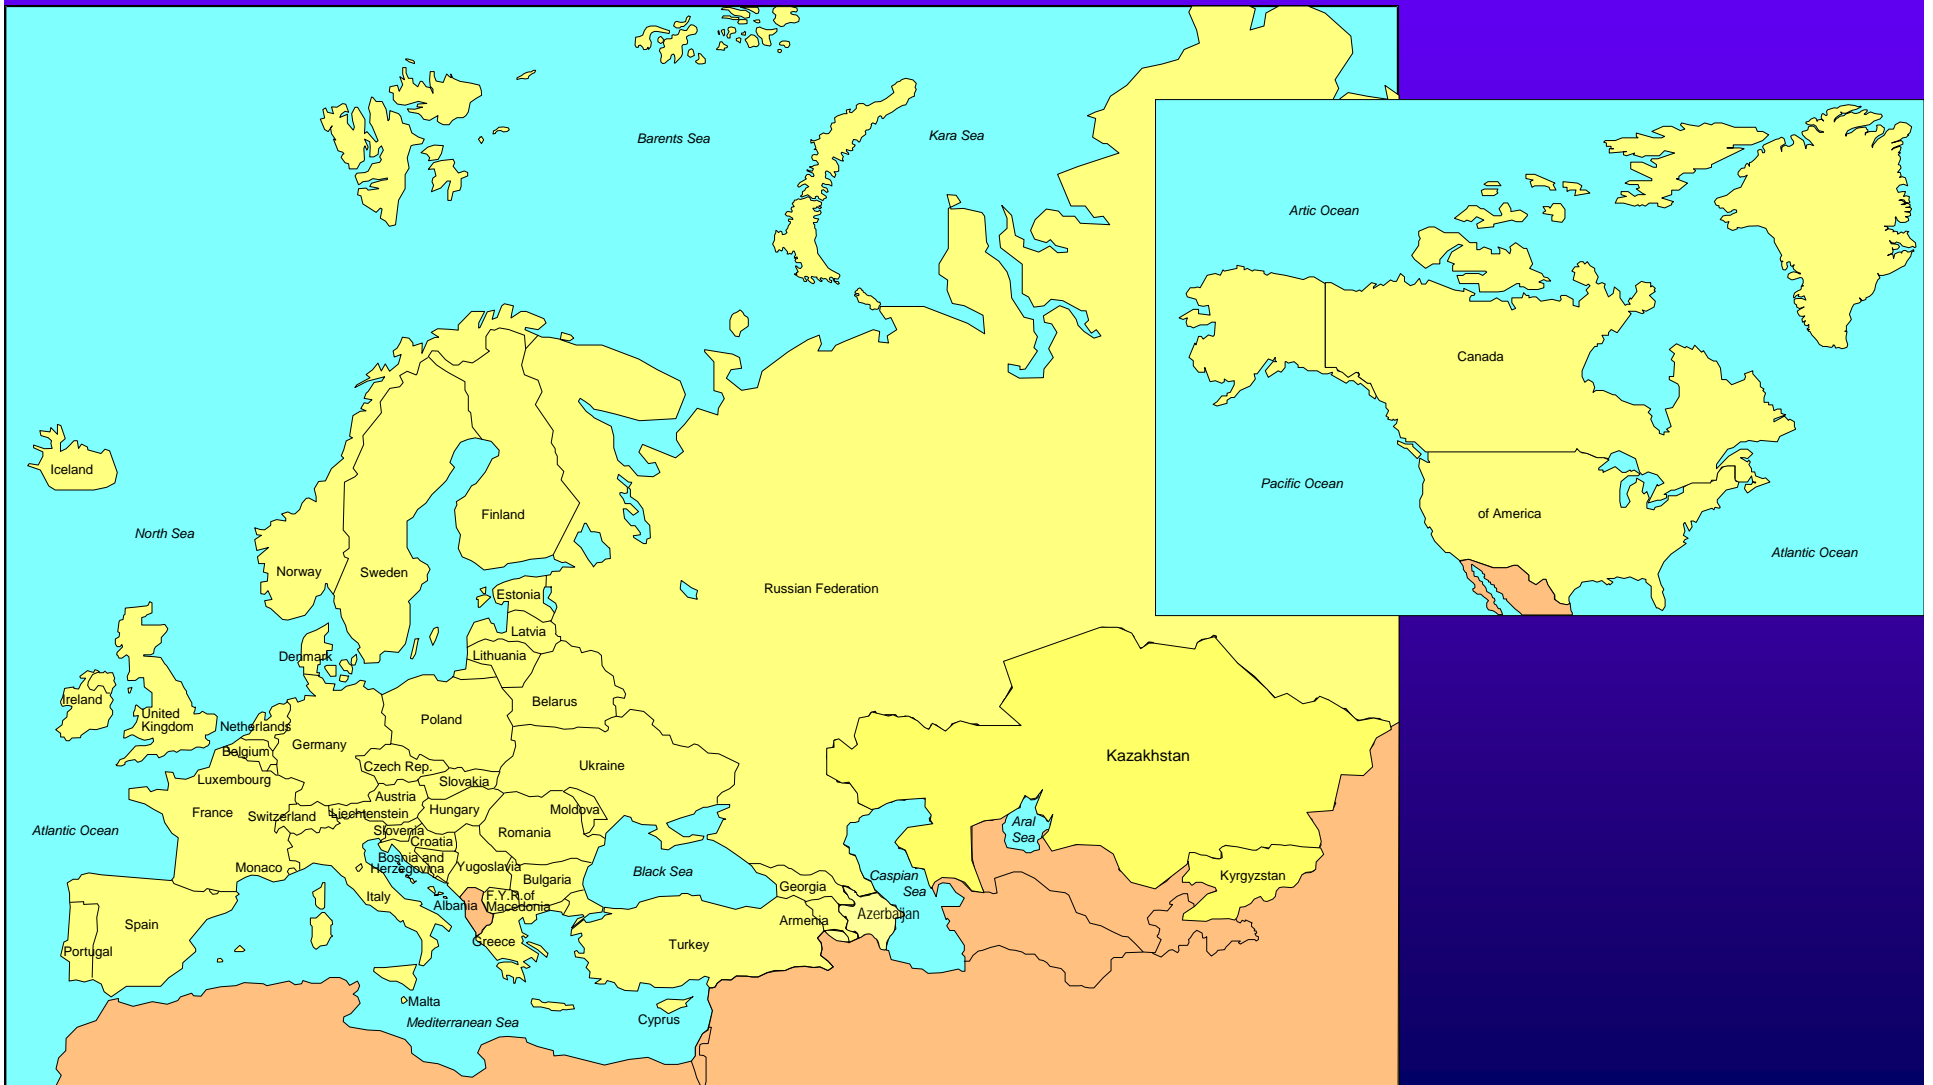 Barents Sea
Kara Sea
Artic Ocean
Canada
Iceland
Pacific Ocean
of America
Finland
North Sea
Atlantic Ocean
Norway
Sweden
Russian Federation
Estonia
Latvia
Lithuania
Denmark
Ireland
Belarus
United
Kingdom
Netherlands
Poland
Germany
Belgium
Kazakhstan
Czech Rep.
Ukraine
Luxembourg
Slovakia
Austria
France
Switzerland
Liechtenstein
Hungary
Moldova
Atlantic Ocean
Slovenia
Romania
Aral
Sea
Croatia
Bosnia and
Herzegovina
Monaco
Yugoslavia
Black Sea
Caspian
Sea
Kyrgyzstan
Bulgaria
Georgia
Italy
F.Y.R.of
Macedonia
Albania
Azerbaijan
Spain
Armenia
Greece
Turkey
Portugal
Malta
Mediterranean Sea
Cyprus